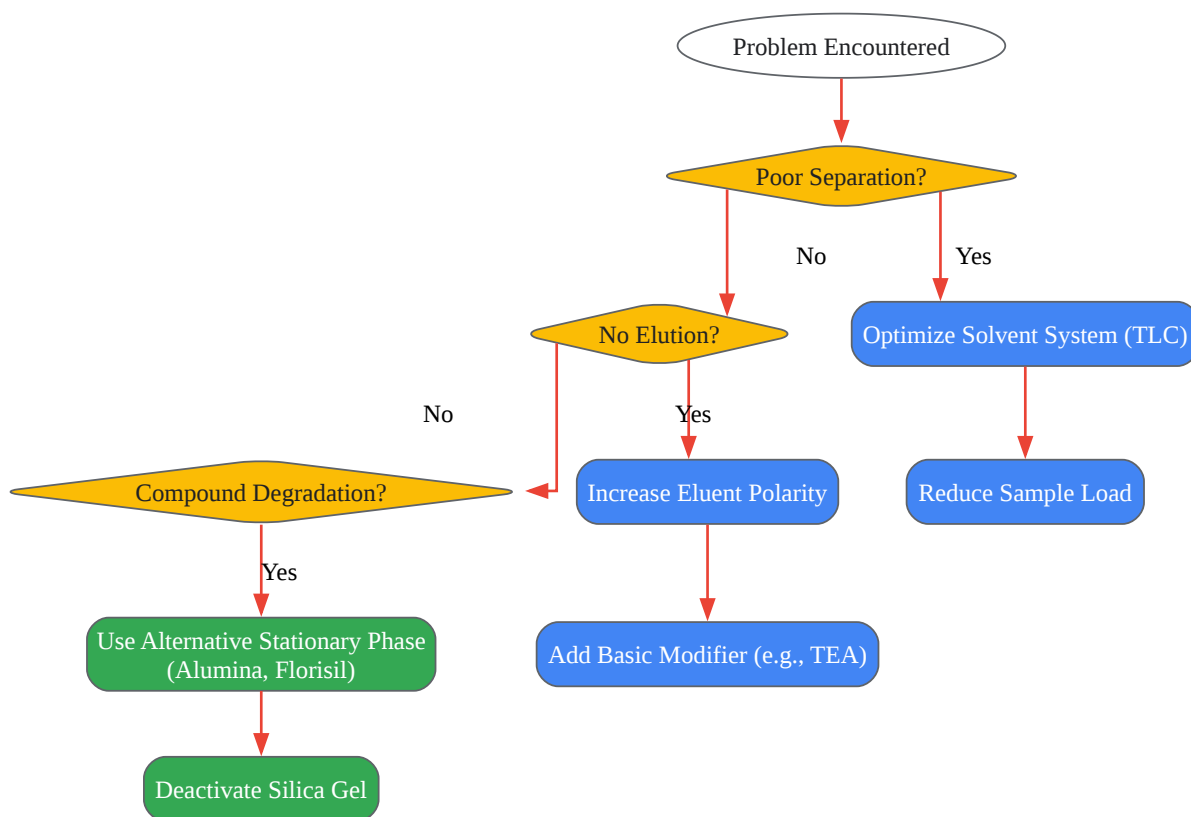 Problem Encountered
Poor Separation?
No
Yes
No Elution?
Optimize Solvent System (TLC)
No
Yes
Compound Degradation?
Increase Eluent Polarity
Reduce Sample Load
Yes
Use Alternative Stationary Phase
(Alumina, Florisil)
Add Basic Modifier (e.g., TEA)
Deactivate Silica Gel